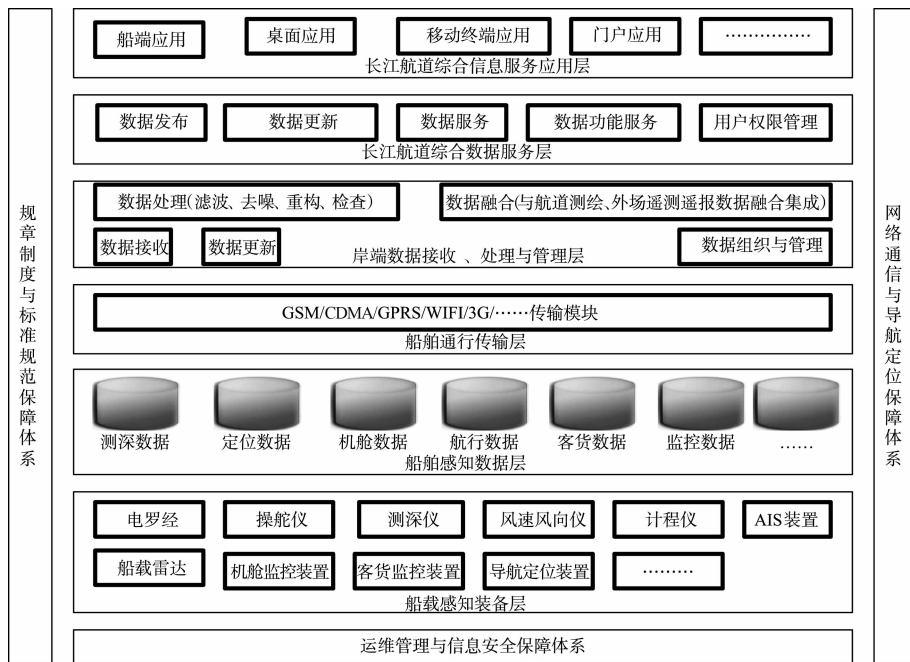 规章制度与标准规范保障体系
船端应用
桌面应用
移动终端应用
门户应用
……………
长江航道综合信息服务应用层
数据发布
数据更新
数据服务
数据功能服务
用户权限管理
长江航道综合数据服务层
数据处理(滤波、去噪、重构、检查)
数据融合(与航道测绘、外场遥测遥报数据融合集成)
数据接收
数据更新
数据组织与管理
岸端数据接收 、处理与管理层
GSM/CDMA/GPRS/WIFI/3G/……传输模块
船舶通行传输层
测深数据
定位数据
机舱数据
航行数据
客货数据
监控数据
……
船舶感知数据层
电罗经
操舵仪
测深仪
风速风向仪
计程仪
AIS装置
船载雷达
机舱监控装置
客货监控装置
导航定位装置
………
船载感知装备层
运维管理与信息安全保障体系
网络通信与导航定位保障体系